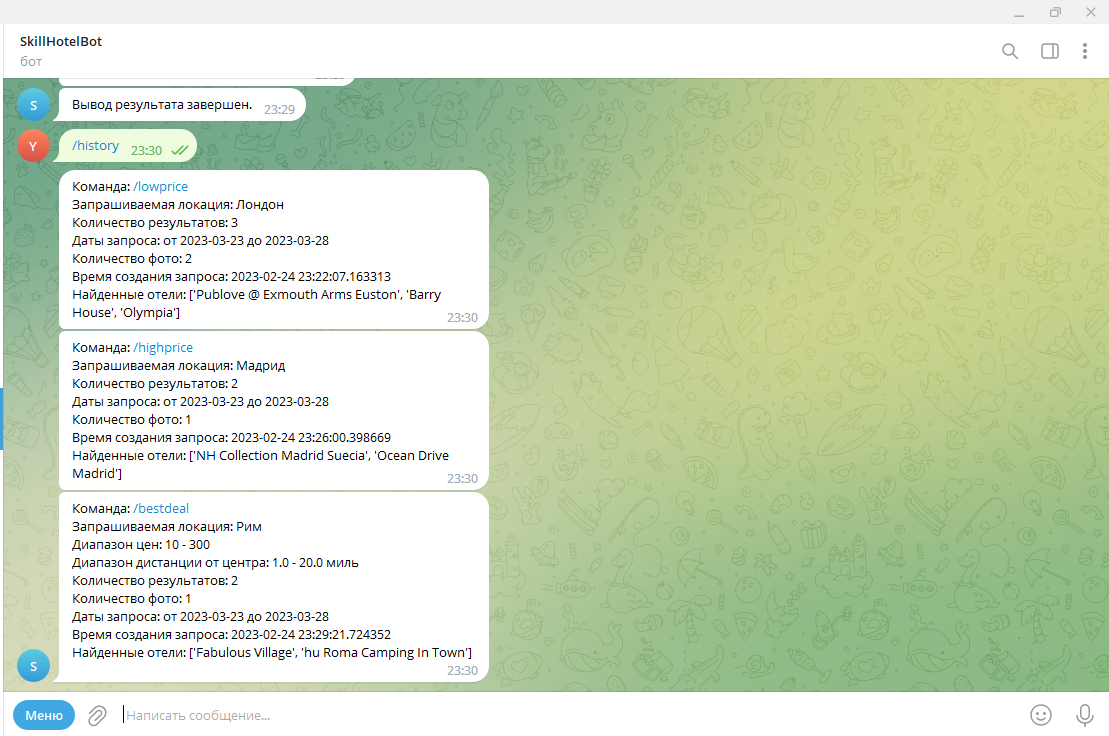 SkillHotelBot
бот
Вывод результата завершен. 23:29
S
Y
/history 23:30
Команда: /lowprice
Запрашиваемая локация: Лондон
Количество результатов: 3
Даты запроса: от 2023-03-23 до 2023-03-28
Количество фото: 2
Время создания запроса: 2023-02-24 23:22:07.163313
Найденные отели: ['Publove @ Exmouth Arms Euston', 'Barry
House', 'Olympia']
23:30
Команда: /highprice
Запрашиваемая локация: Мадрид
Количество результатов: 2
Даты запроса: от 2023-03-23 до 2023-03-28
Количество фото: 1
Время создания запроса: 2023-02-24 23:26:00.398669
Найденные отели: ['NH Collection Madrid Suecia', 'Ocean Drive
Madrid']
23:30
Команда: /bestdeal
Запрашиваемая локация: Рим
Диапазон цен: 10 - 300
Диапазон дистанции от центра: 1.0 - 20.0 миль
Количество результатов: 2
Количество фото: 1
Даты запроса: от 2023-03-23 до 2023-03-28
Время создания запроса: 2023-02-24 23:29:21.724352
Найденные отели: ['Fabulous Village', 'hu Roma Camping In Town']
23:30
S
Меню
Написать сообщение...